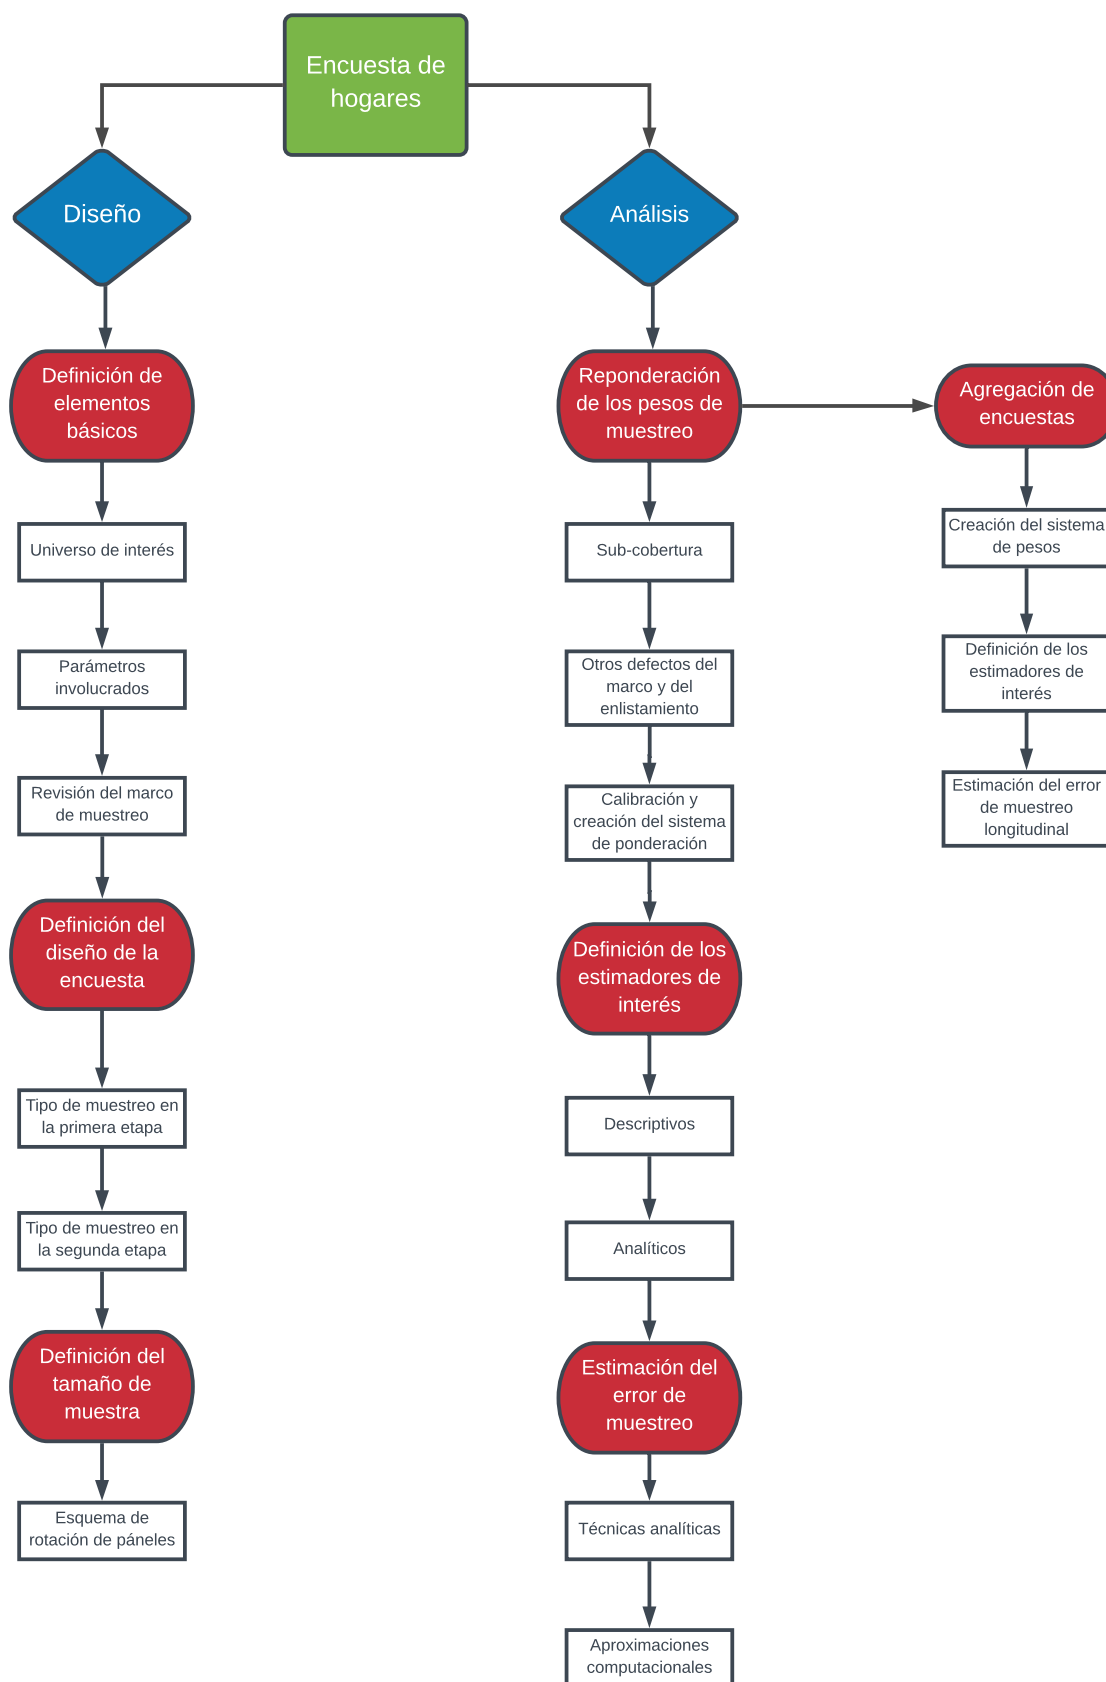 Encuesta de
hogares
Diseño
Definición de
elementos
básicos
Universo de interés
Parámetros
involucrados
Revisión del marco
de muestreo
Definición del
diseño de la
encuesta
Tipo de muestreo en
la primera etapa
Tipo de muestreo en
la segunda etapa
Definición del
tamaño de
muestra
Esquema de
rotación de páneles
Análisis
Reponderación
de los pesos de
muestreo
Sub-cobertura
Otros defectos del
marco y del
enlistamiento
Calibración y
creación del sistema
de ponderación
Definición de los
estimadores de
interés
Descriptivos
Analíticos
Estimación del
error de
muestreo
Técnicas analíticas
Aproximaciones
computacionales
Agregación de
encuestas
Creación del sistema
de pesos
Definición de los
estimadores de
interés
Estimación del error
de muestreo
longitudinal